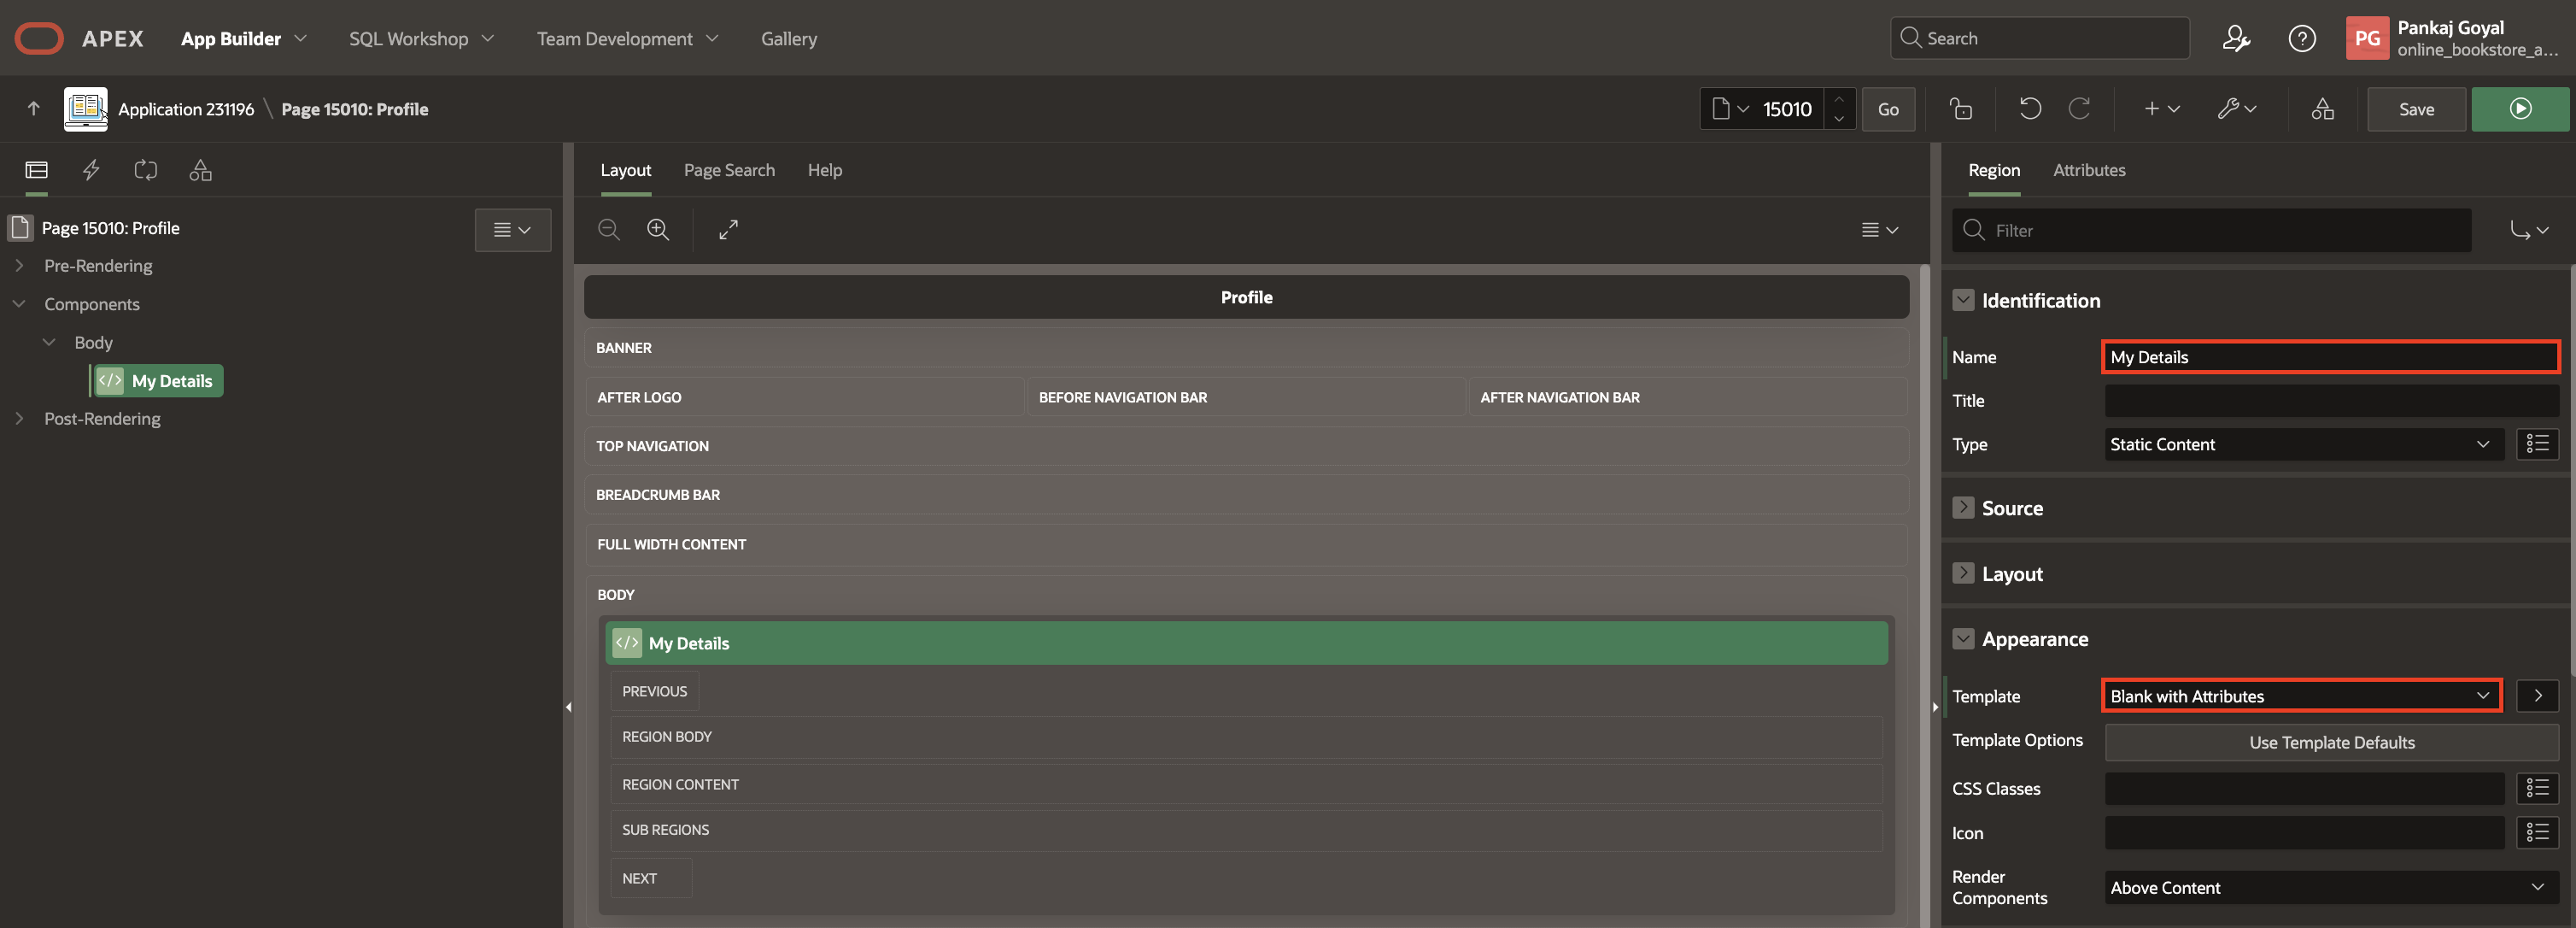 APEX App Builder SQL Workshop Team Development Gallery Search PG Pankaj Goyal
online_bookstore_a...
Application 231196 \ Page 15010: Profile 15010 Go Save
Layout Page Search Help
Region Attributes
Page 15010: Profile
Filter
Pre-Rendering
Components
Body
</> My Details
Post-Rendering
Profile
BANNER
AFTER LOGO BEFORE NAVIGATION BAR AFTER NAVIGATION BAR
TOP NAVIGATION
BREADCRUMB BAR
FULL WIDTH CONTENT
BODY
</> My Details
PREVIOUS
REGION BODY
REGION CONTENT
SUB REGIONS
NEXT
Identification
Name My Details
Title
Type Static Content
Source
Layout
Appearance
Template Blank with Attributes
Template Options Use Template Defaults
CSS Classes
Icon
Render
Components Above Content